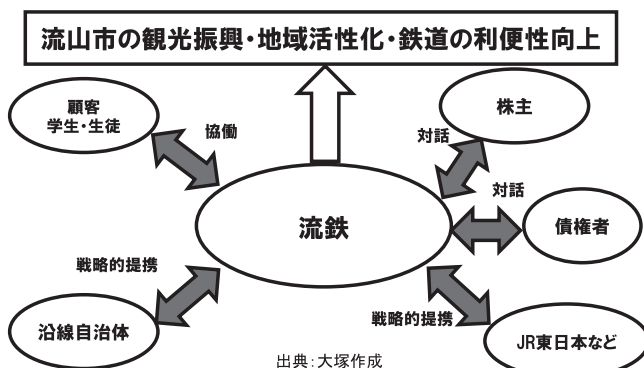 流山市の観光振興・地域活性化・鉄道の利便性向上
顧客
学生・生徒
協働
株主
対話
対話
流鉄
債権者
戦略的提携
沿線自治体
戦略的提携
JR東日本など
出典：大塚作成